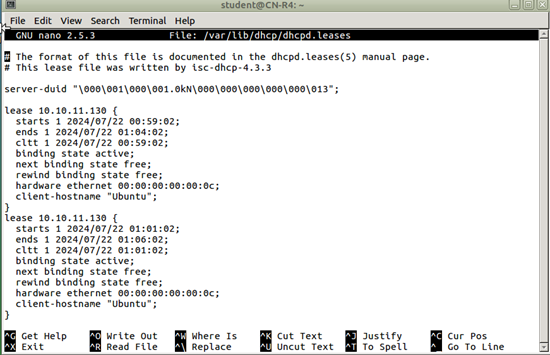 student@CN-R4: ~
File Edit View Search Terminal Help
GNU nano 2.5.3 File: /var/lib/dhcp/dhcpd.leases
# The format of this file is documented in the dhcpd.leases(5) manual page.
# This lease file was written by isc-dhcp-4.3.3
server-duid "\000\001\000\001.0kN\000\000\000\000\000\013";
lease 10.10.11.130 {
  starts 1 2024/07/22 00:59:02;
  ends 1 2024/07/22 01:04:02;
  cltt 1 2024/07/22 00:59:02;
  binding state active;
  next binding state free;
  rewind binding state free;
  hardware ethernet 00:00:00:00:00:0c;
  client-hostname "Ubuntu";
}
lease 10.10.11.130 {
  starts 1 2024/07/22 01:01:02;
  ends 1 2024/07/22 01:06:02;
  cltt 1 2024/07/22 01:01:02;
  binding state active;
  next binding state free;
  rewind binding state free;
  hardware ethernet 00:00:00:00:00:0c;
  client-hostname "Ubuntu";
}
^G Get Help ^O Write Out ^W Where Is ^K Cut Text ^J Justify ^C Cur Pos
^X Exit ^R Read File ^\ Replace ^U Uncut Text ^T To Spell ^_ Go To Line